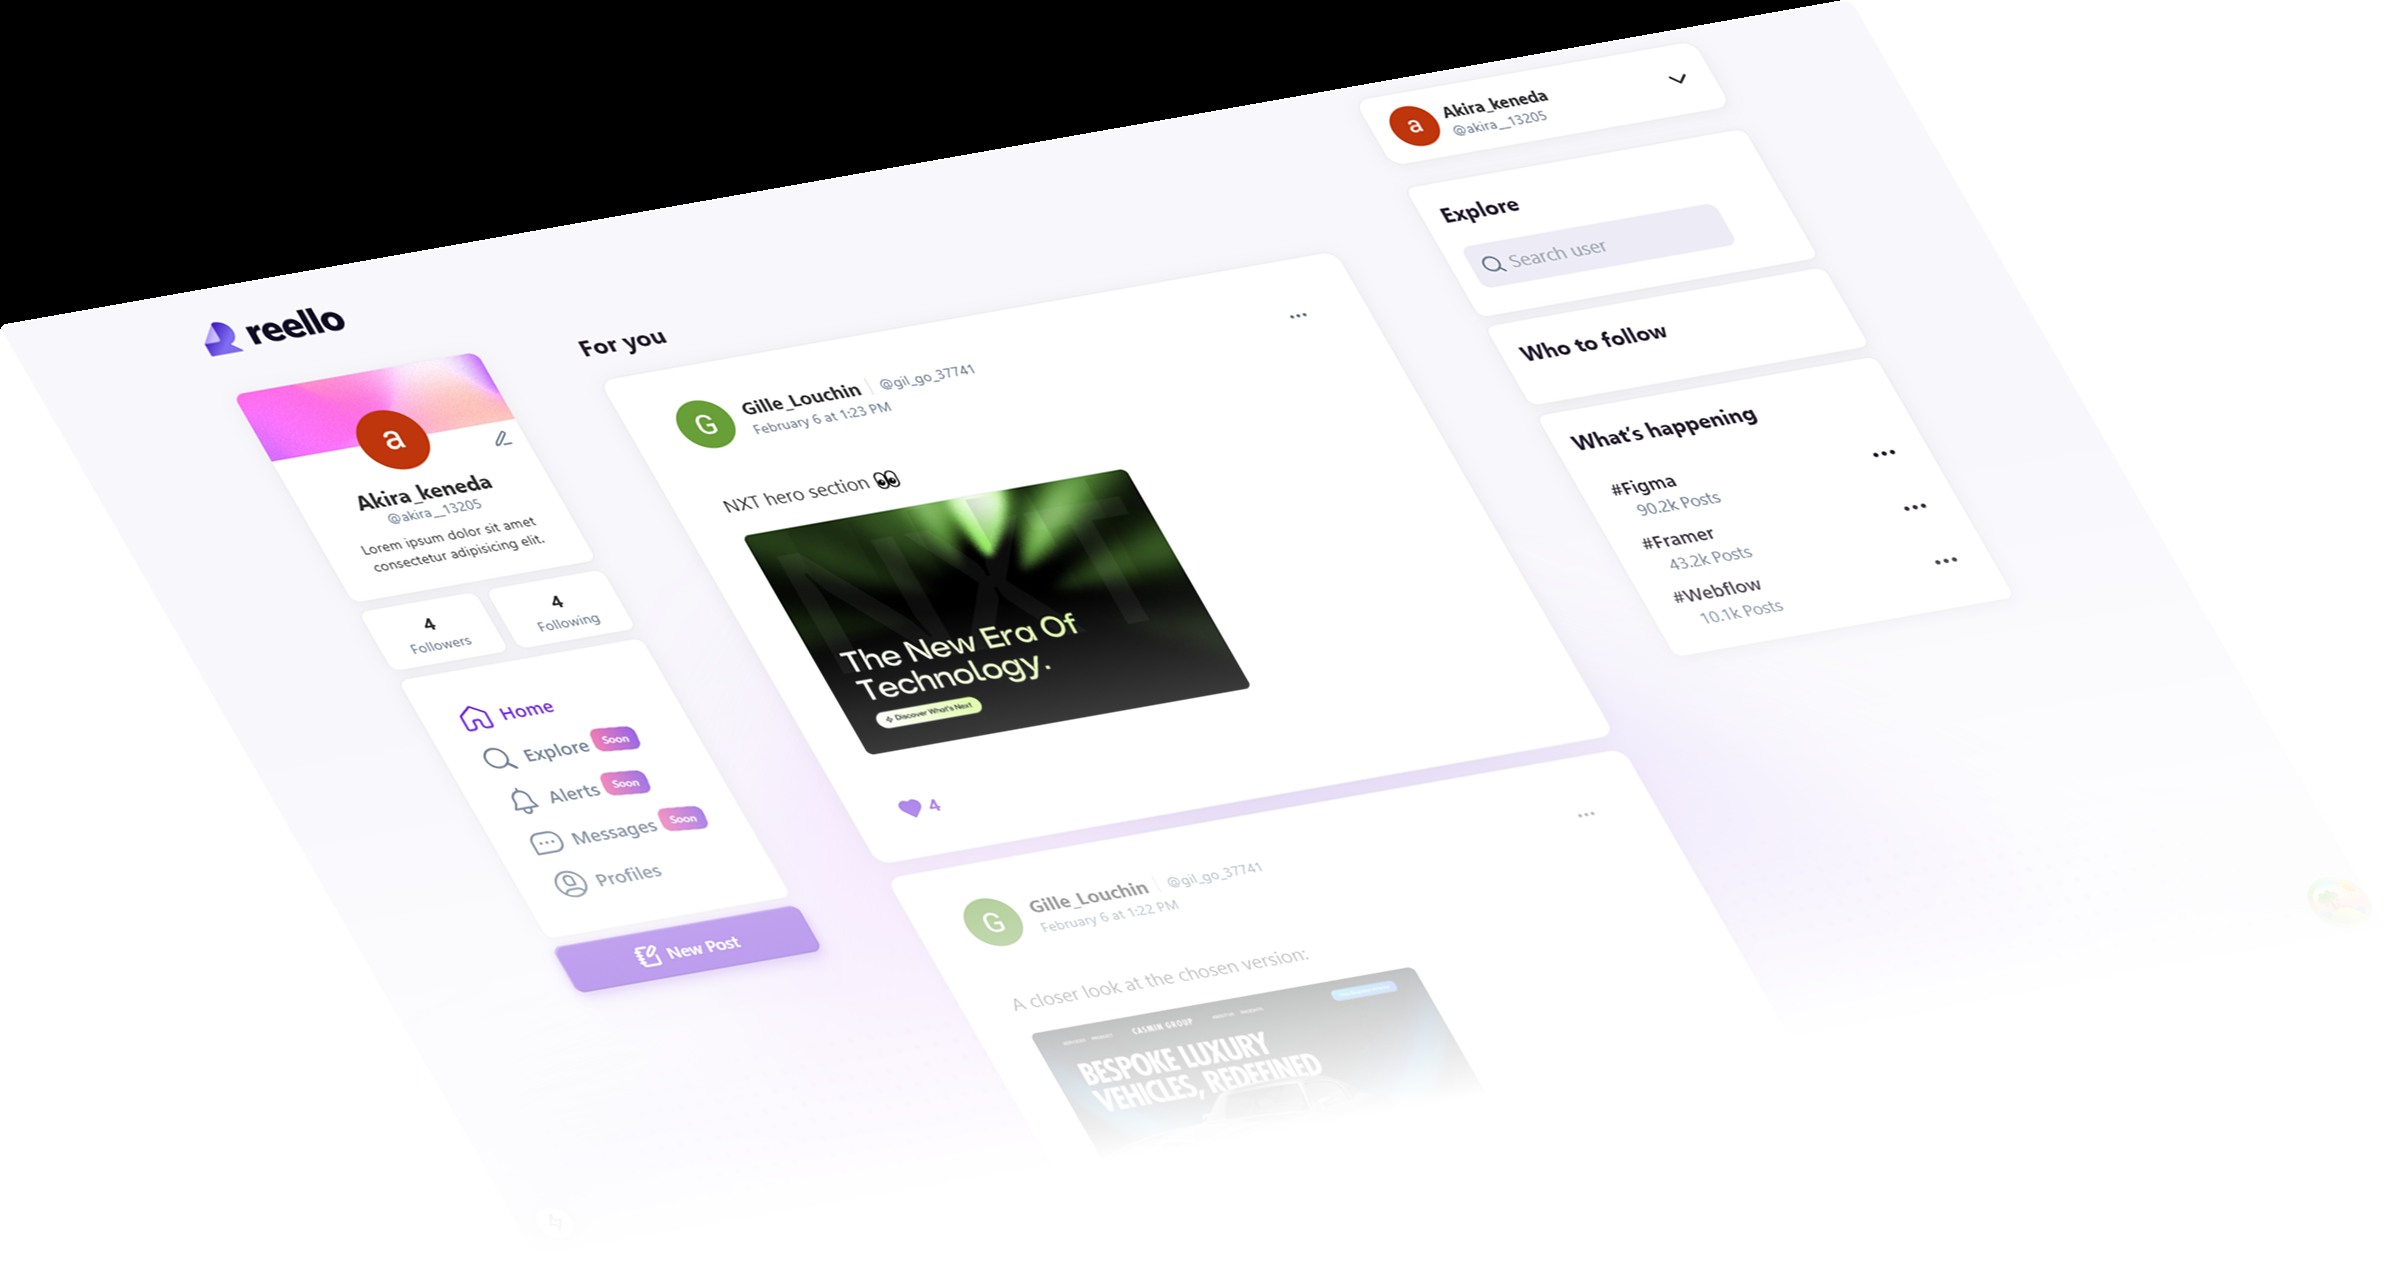 reello
a
Akira_keneda
@akira__13205
Lorem ipsum dolor sit amet
consectetur adipisicing elit.
4
Followers
4
Following
Home
Explore Soon
Alerts Soon
Messages Soon
Profiles
New Post
For you
G
Gille_Louchin
@gil_go_37741
February 6 at 1:23 PM
...
NXT hero section 👀
NXT
The New Era Of
Technology.
Discover What's Next
4
G
Gille_Louchin
@gil_go_37741
February 6 at 1:22 PM
...
A closer look at the chosen version:
CASMIN GROUP
BESPOKE LUXURY
VEHICLES, REDEFINED
a
Akira_keneda
@akira__13205
Explore
Search user
Who to follow
What's happening
#Figma
90.2k Posts
...
#Framer
43.2k Posts
...
#Webflow
10.1k Posts
...